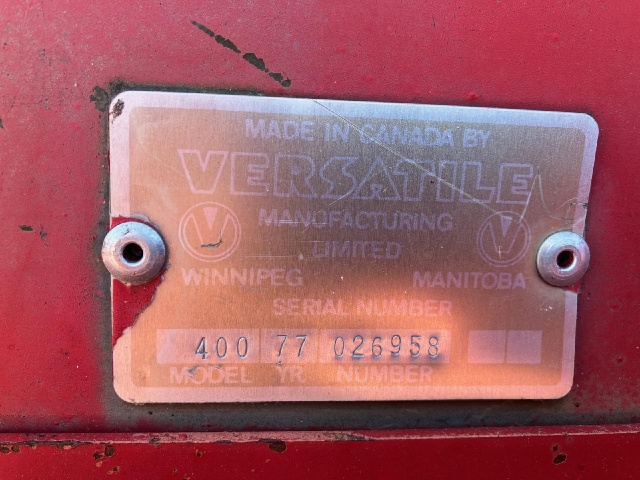 MADE IN CANADA BY
VERSATILE
MANUFACTURING
LIMITED
WINNIPEG MANITOBA
SERIAL NUMBER
400 77 026958
MODEL YR NUMBER